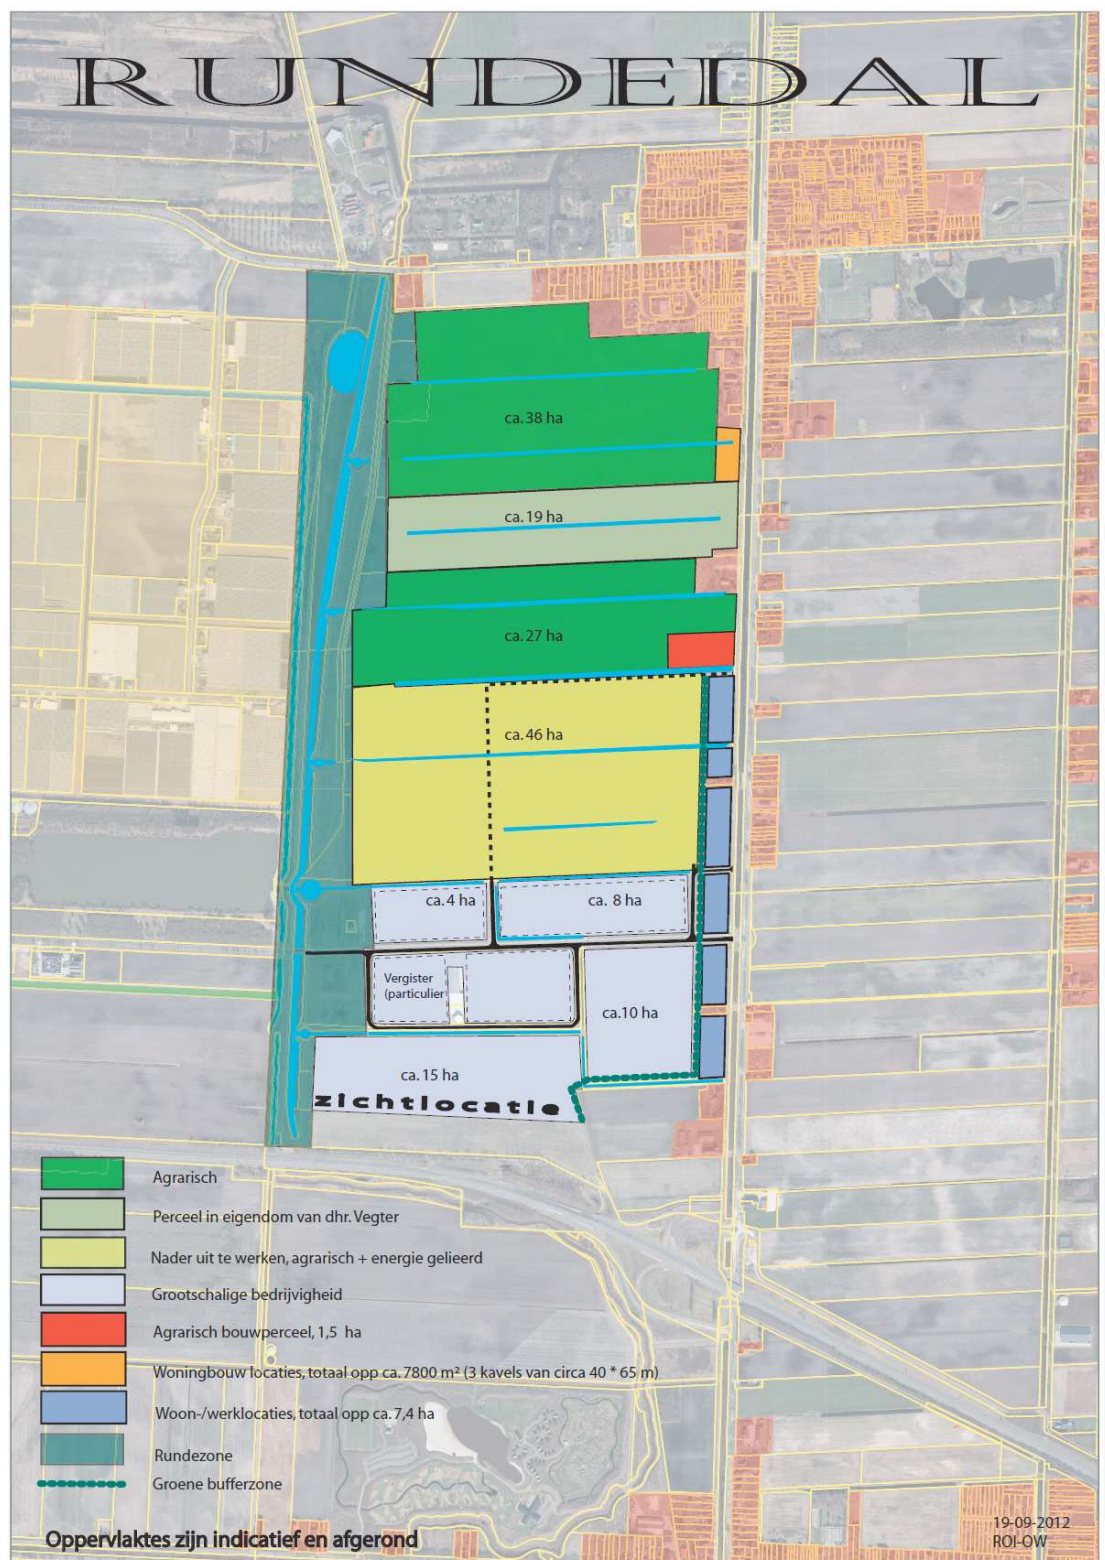 RUNDEDAL
ca. 38 ha
ca. 19 ha
ca. 27 ha
ca. 46 ha
ca. 4 ha
ca. 8 ha
Vergister
(particulier
ca.10 ha
ca. 15 ha
zichtlocatie
Agrarisch
Perceel in eigendom van dhr. Vegter
Nader uit te werken, agrarisch + energie gelieerd
Grootschalige bedrijvigheid
Agrarisch bouwperceel, 1,5 ha
Woningbouw locaties, totaal opp ca. 7800 m² (3 kavels van circa 40 * 65 m)
Woon-/werklocaties, totaal opp ca. 7,4 ha
Rundezone
Groene bufferzone
Oppervlaktes zijn indicatief en afgerond
19-09-2012
ROI-OW